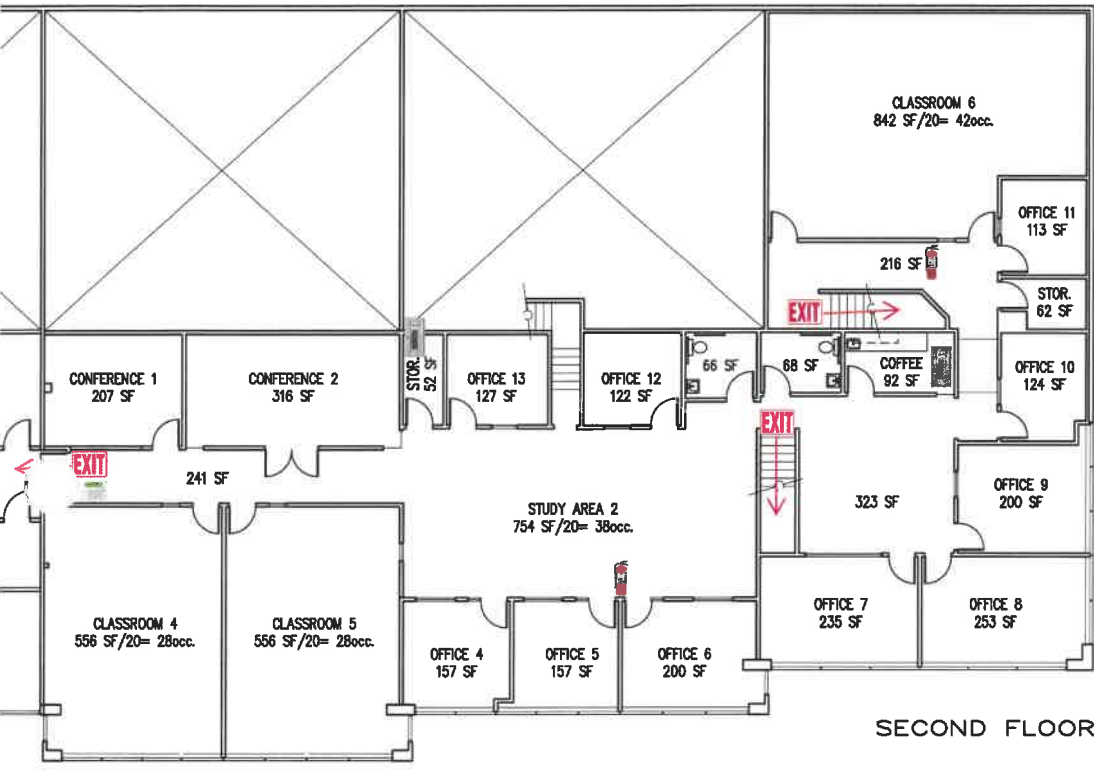 CLASSROOM 6
842 SF/20= 42occ.
OFFICE 11
113 SF
216 SF
STOR.
62 SF
EXIT
CONFERENCE 1
207 SF
CONFERENCE 2
316 SF
STOR.
52 SF
OFFICE 13
127 SF
OFFICE 12
122 SF
66 SF
68 SF
COFFEE
92 SF
OFFICE 10
124 SF
EXIT
EXIT
241 SF
STUDY AREA 2
754 SF/20= 38occ.
323 SF
OFFICE 9
200 SF
CLASSROOM 4
556 SF/20= 28occ.
CLASSROOM 5
556 SF/20= 28occ.
OFFICE 4
157 SF
OFFICE 5
157 SF
OFFICE 6
200 SF
OFFICE 7
235 SF
OFFICE 8
253 SF
SECOND FLOOR